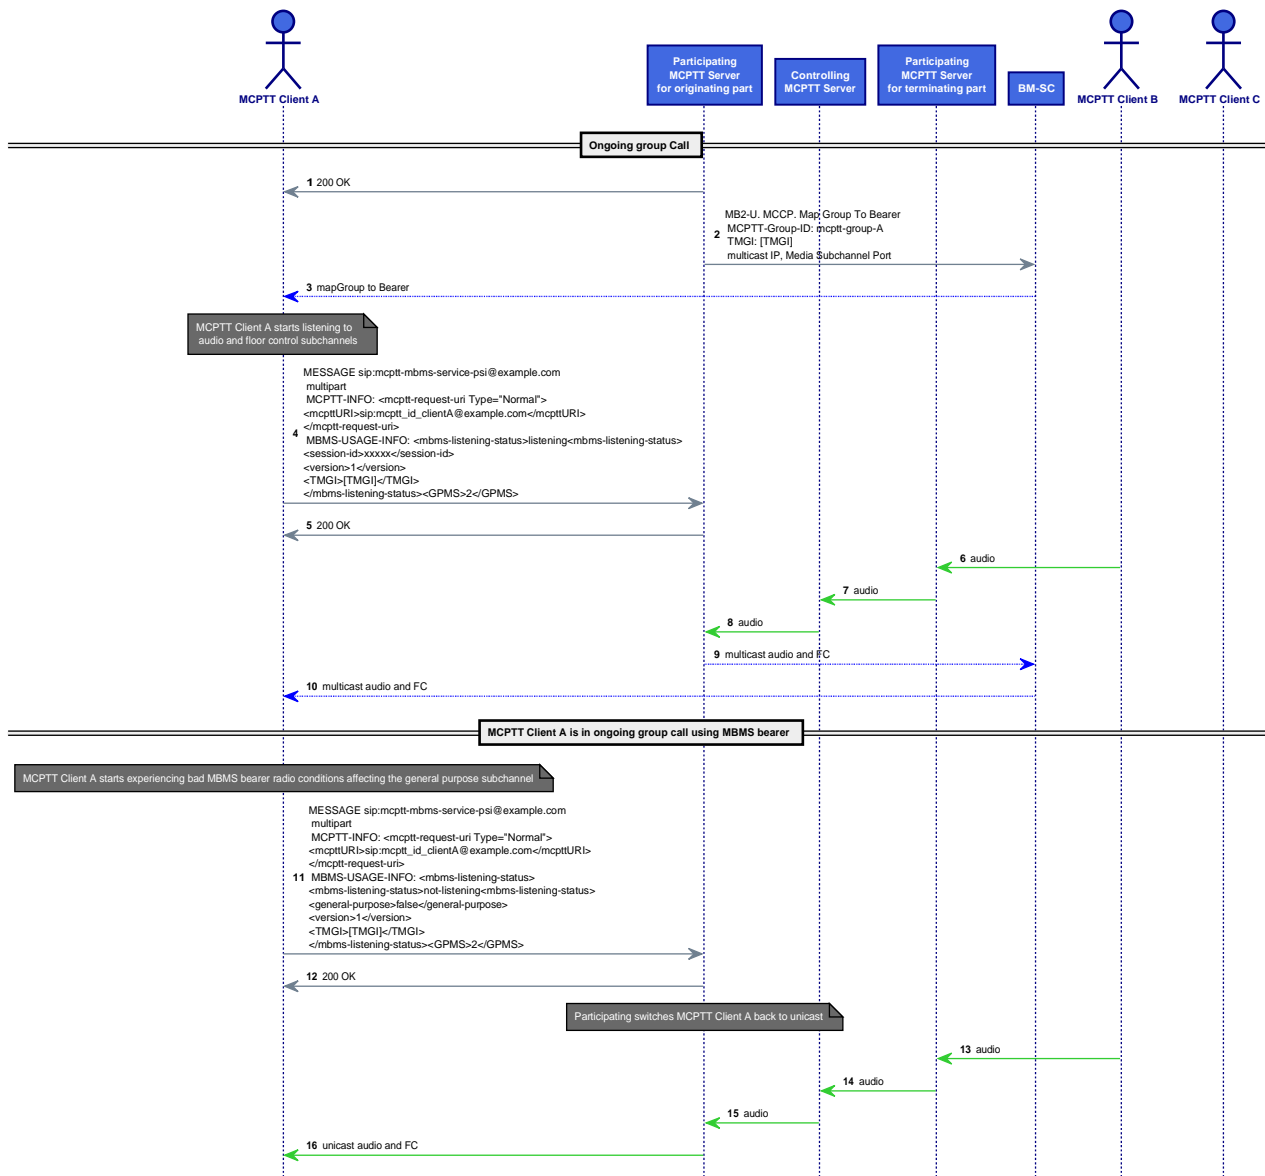 MCPTT Client A
Participating
MCPTT Server
for originating part
Controlling
MCPTT Server
Participating
MCPTT Server
for terminating part
BM-SC
MCPTT Client B
MCPTT Client C
Ongoing group Call
1 200 OK
MB2-U. MCCP. Map Group To Bearer
MCPTT-Group-ID: mcptt-group-A
2
TMGI: [TMGI]
multicast IP, Media Subchannel Port
3 mapGroup to Bearer
MCPTT Client A starts listening to
audio and floor control subchannels
MESSAGE sip:mcptt-mbms-service-psi@example.com
multipart
MCPTT-INFO: <mcptt-request-uri Type="Normal">
<mcpttURI>sip:mcptt_id_clientA@example.com</mcpttURI>
</mcptt-request-uri>
4 MBMS-USAGE-INFO: <mbms-listening-status>listening<mbms-listening-status>
<session-id>xxxxx</session-id>
<version>1</version>
<TMGI>[TMGI]</TMGI>
</mbms-listening-status><GPMS>2</GPMS>
5 200 OK
6 audio
7 audio
8 audio
9 multicast audio and FC
10 multicast audio and FC
MCPTT Client A is in ongoing group call using MBMS bearer
MCPTT Client A starts experiencing bad MBMS bearer radio conditions affecting the general purpose subchannel
MESSAGE sip:mcptt-mbms-service-psi@example.com
multipart
MCPTT-INFO: <mcptt-request-uri Type="Normal">
<mcpttURI>sip:mcptt_id_clientA@example.com</mcpttURI>
</mcptt-request-uri>
11 MBMS-USAGE-INFO: <mbms-listening-status>
<mbms-listening-status>not-listening<mbms-listening-status>
<general-purpose>false</general-purpose>
<version>1</version>
<TMGI>[TMGI]</TMGI>
</mbms-listening-status><GPMS>2</GPMS>
12 200 OK
Participating switches MCPTT Client A back to unicast
13 audio
14 audio
15 audio
16 unicast audio and FC